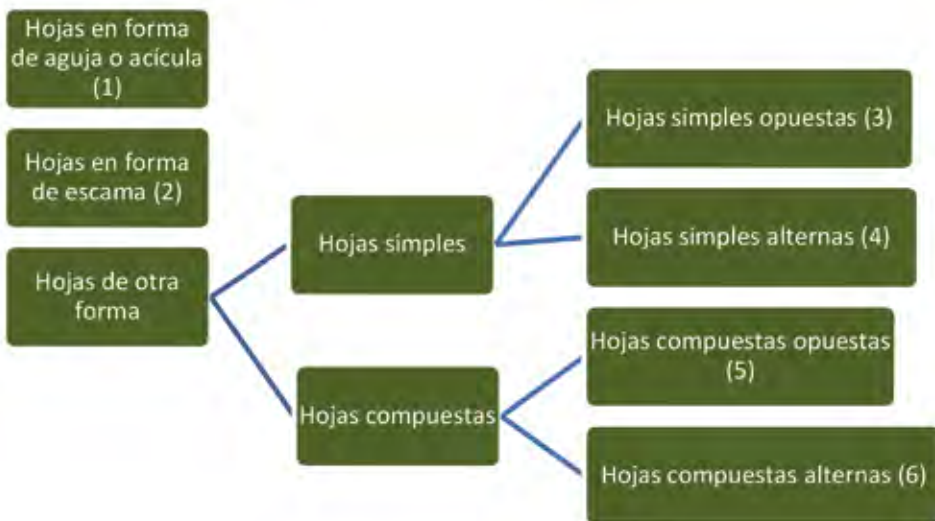 Hojas en forma
de aguja o acícula
(1)
Hojas en forma
de escama (2)
Hojas de otra
forma
Hojas simples
Hojas compuestas
Hojas simples opuestas (3)
Hojas simples alternas (4)
Hojas compuestas opuestas
(5)
Hojas compuestas alternas (6)